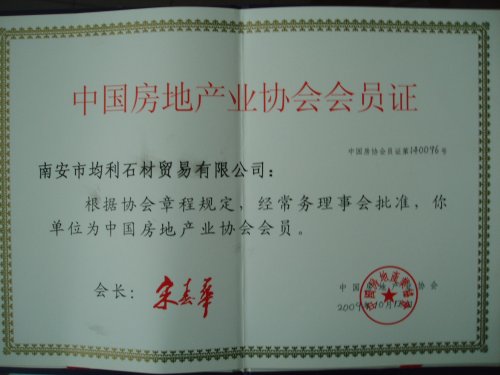 中国房地产业协会会员证
中国房协会员证第140096号
南安市均利石材贸易有限公司：
根据协会章程规定，经常务理事会批准，你
单位为中国房地产业协会会员。
会长：宋春华
中国房地产业协会